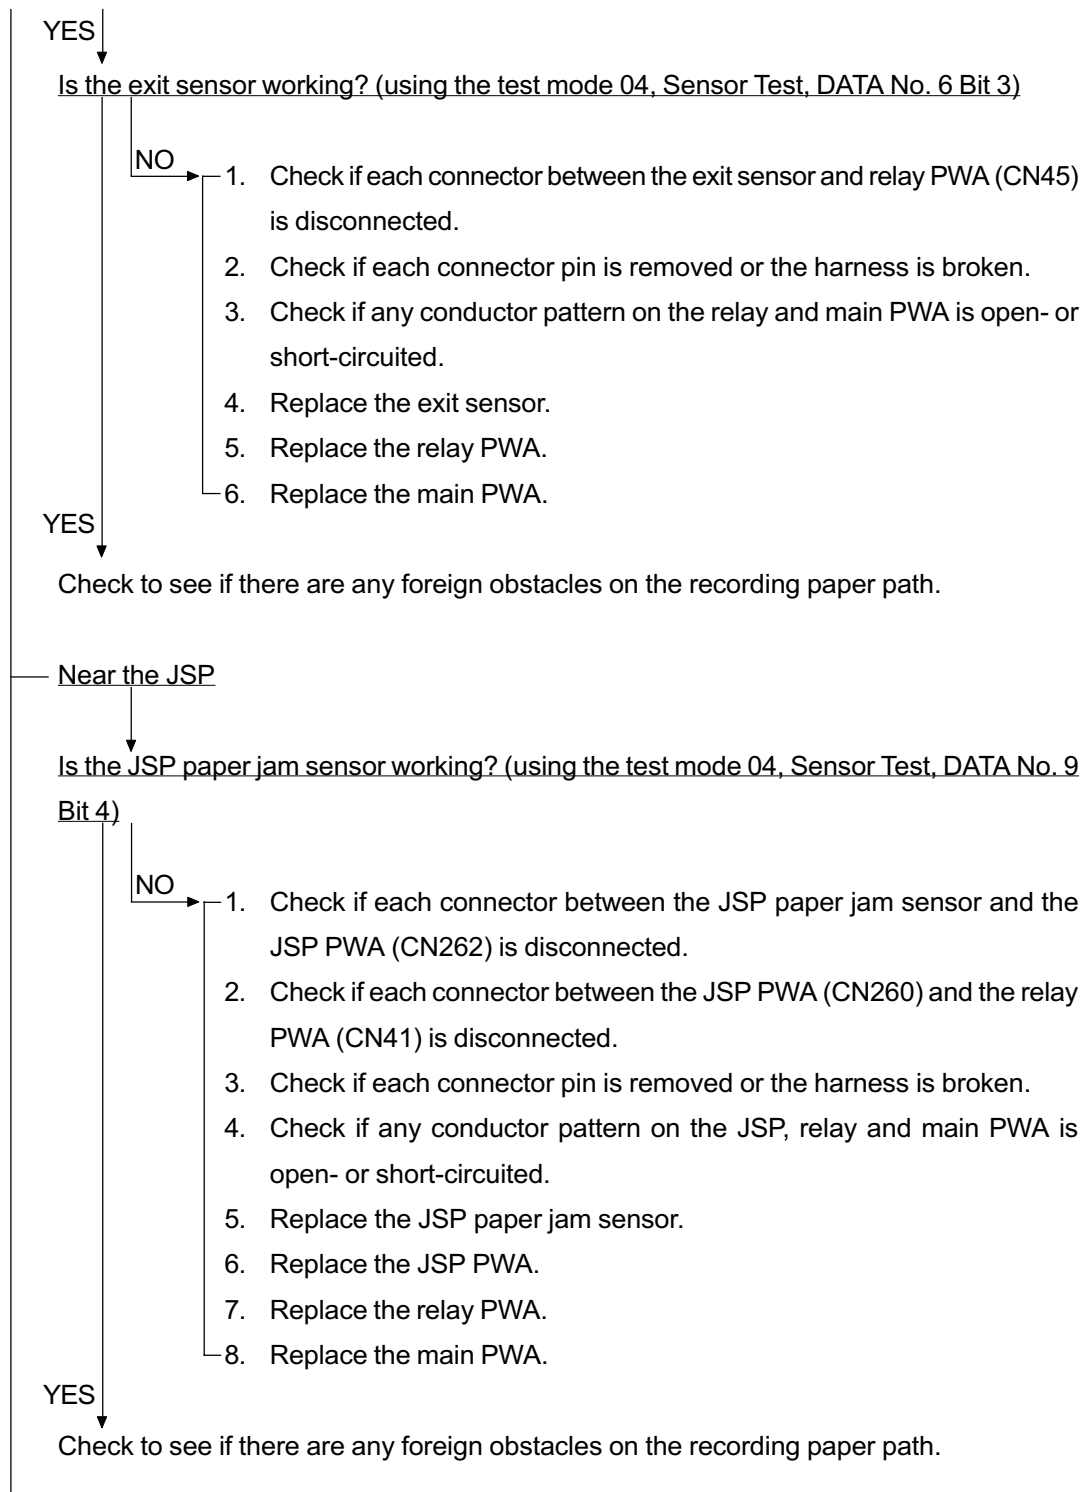 YES
Is the exit sensor working? (using the test mode 04, Sensor Test, DATA No. 6 Bit 3)
NO
1. Check if each connector between the exit sensor and relay PWA (CN45)
is disconnected.
2. Check if each connector pin is removed or the harness is broken.
3. Check if any conductor pattern on the relay and main PWA is open- or
short-circuited.
4. Replace the exit sensor.
5. Replace the relay PWA.
6. Replace the main PWA.
YES
Check to see if there are any foreign obstacles on the recording paper path.
Near the JSP
Is the JSP paper jam sensor working? (using the test mode 04, Sensor Test, DATA No. 9
Bit 4)
NO
1. Check if each connector between the JSP paper jam sensor and the
JSP PWA (CN262) is disconnected.
2. Check if each connector between the JSP PWA (CN260) and the relay
PWA (CN41) is disconnected.
3. Check if each connector pin is removed or the harness is broken.
4. Check if any conductor pattern on the JSP, relay and main PWA is
open- or short-circuited.
5. Replace the JSP paper jam sensor.
6. Replace the JSP PWA.
7. Replace the relay PWA.
8. Replace the main PWA.
YES
Check to see if there are any foreign obstacles on the recording paper path.